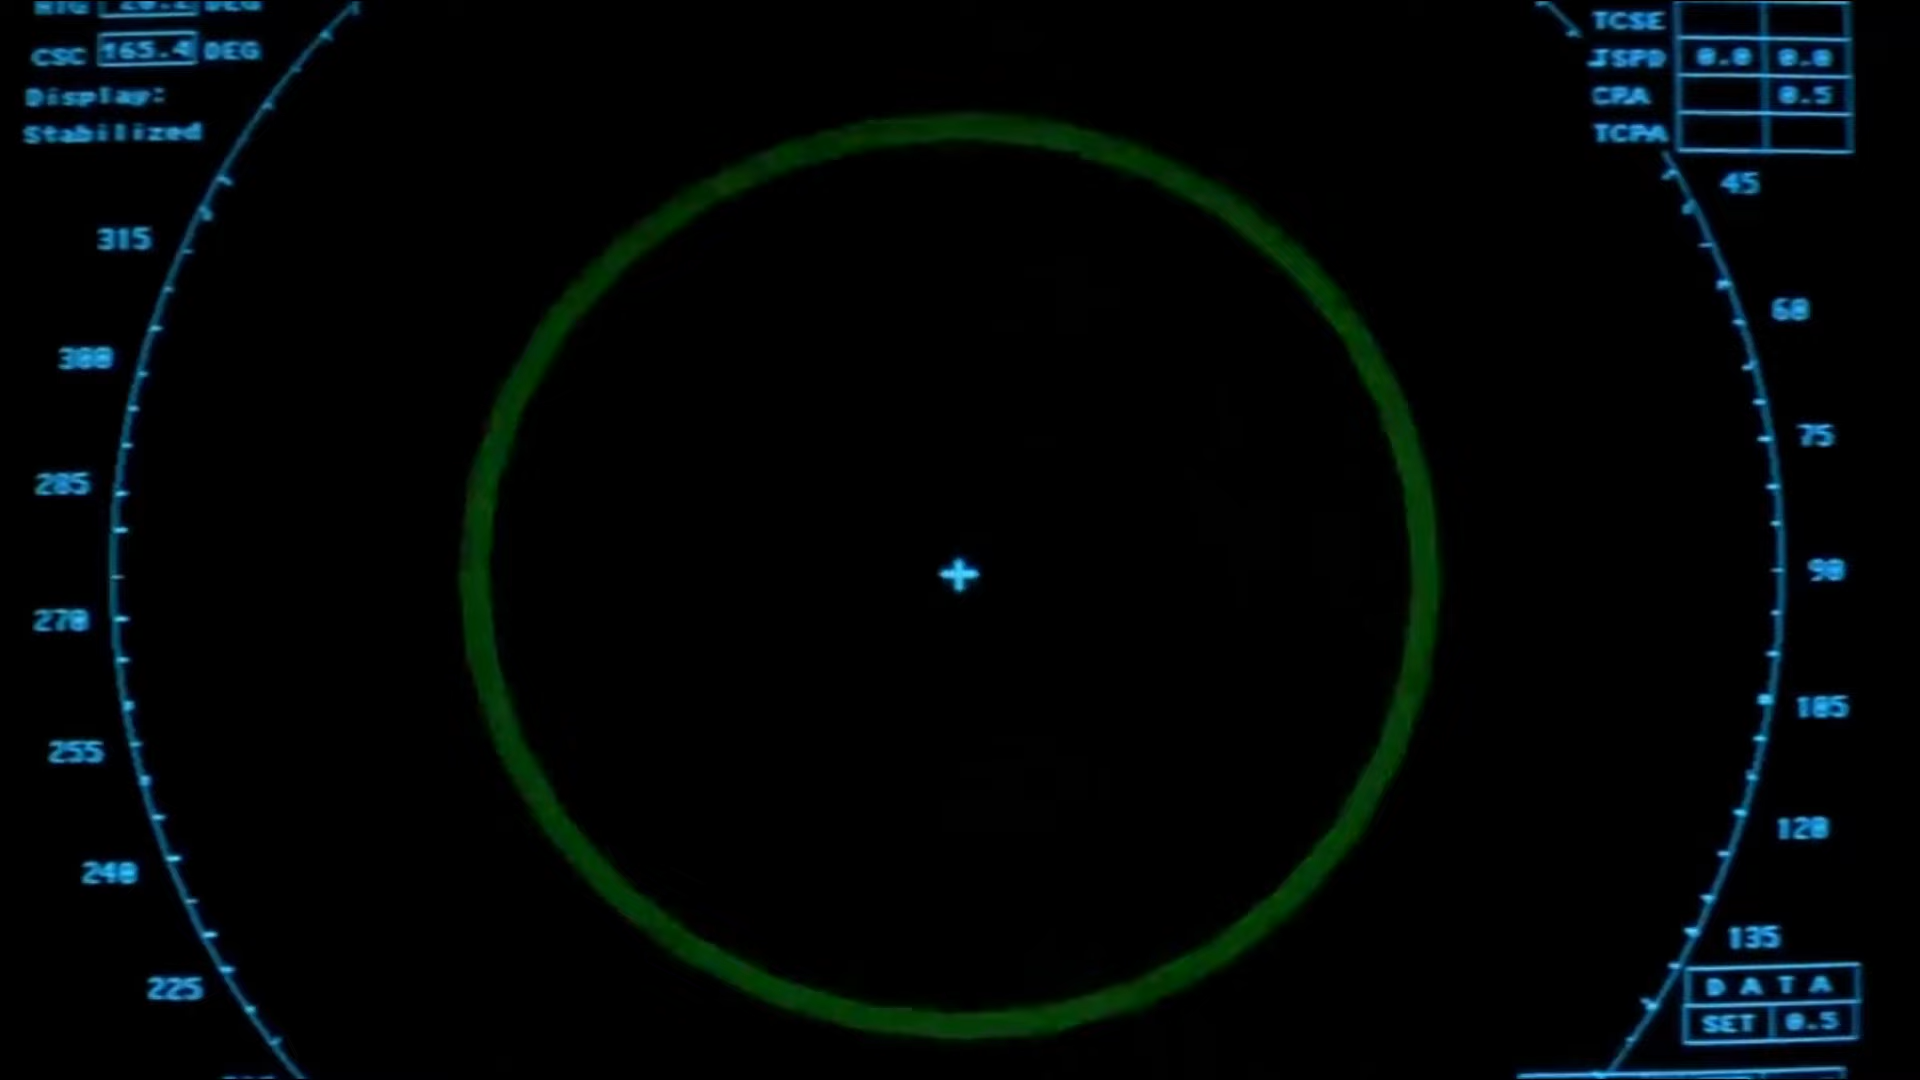 CSC 165.4 DEG
Display:
Stabilized
315
300
285
270
255
240
225
TCSE
TSPD 0.0 0.0
CPA 0.5
TCPA
45
60
75
90
105
120
135
DATA
SET 0.5